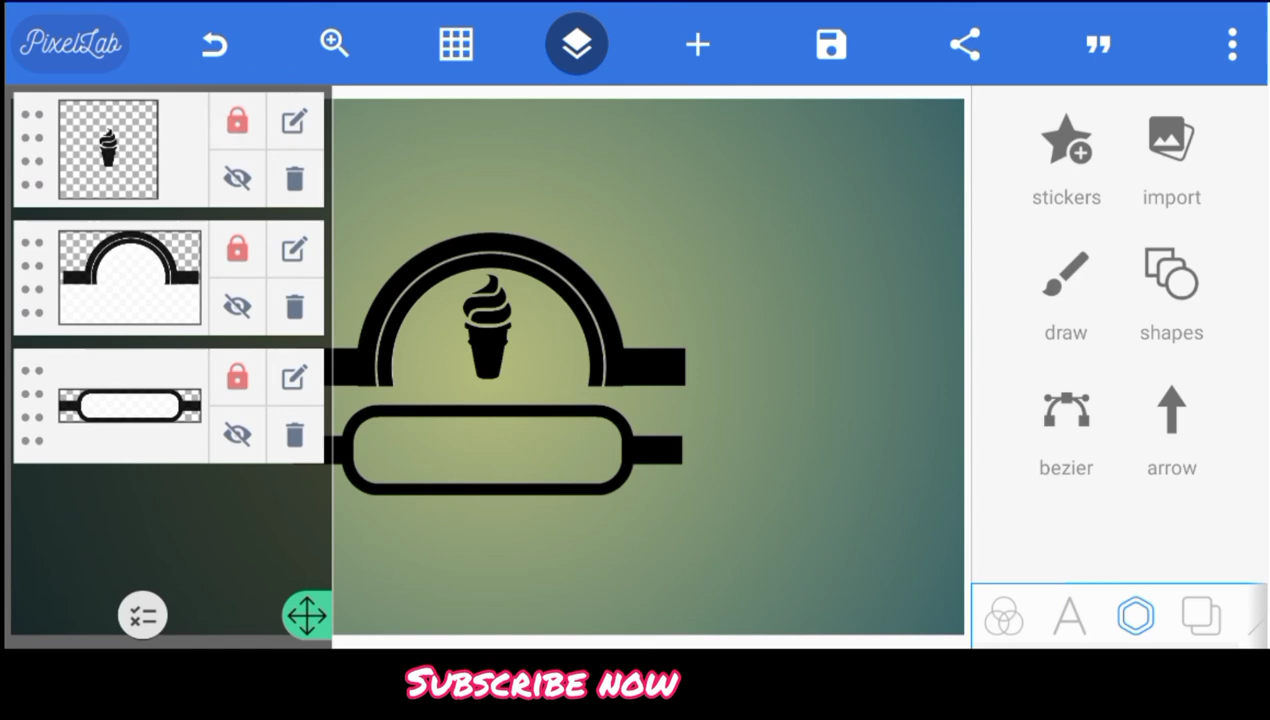 PixelLab
stickers
import
draw
shapes
bezier
arrow
Subscribe now